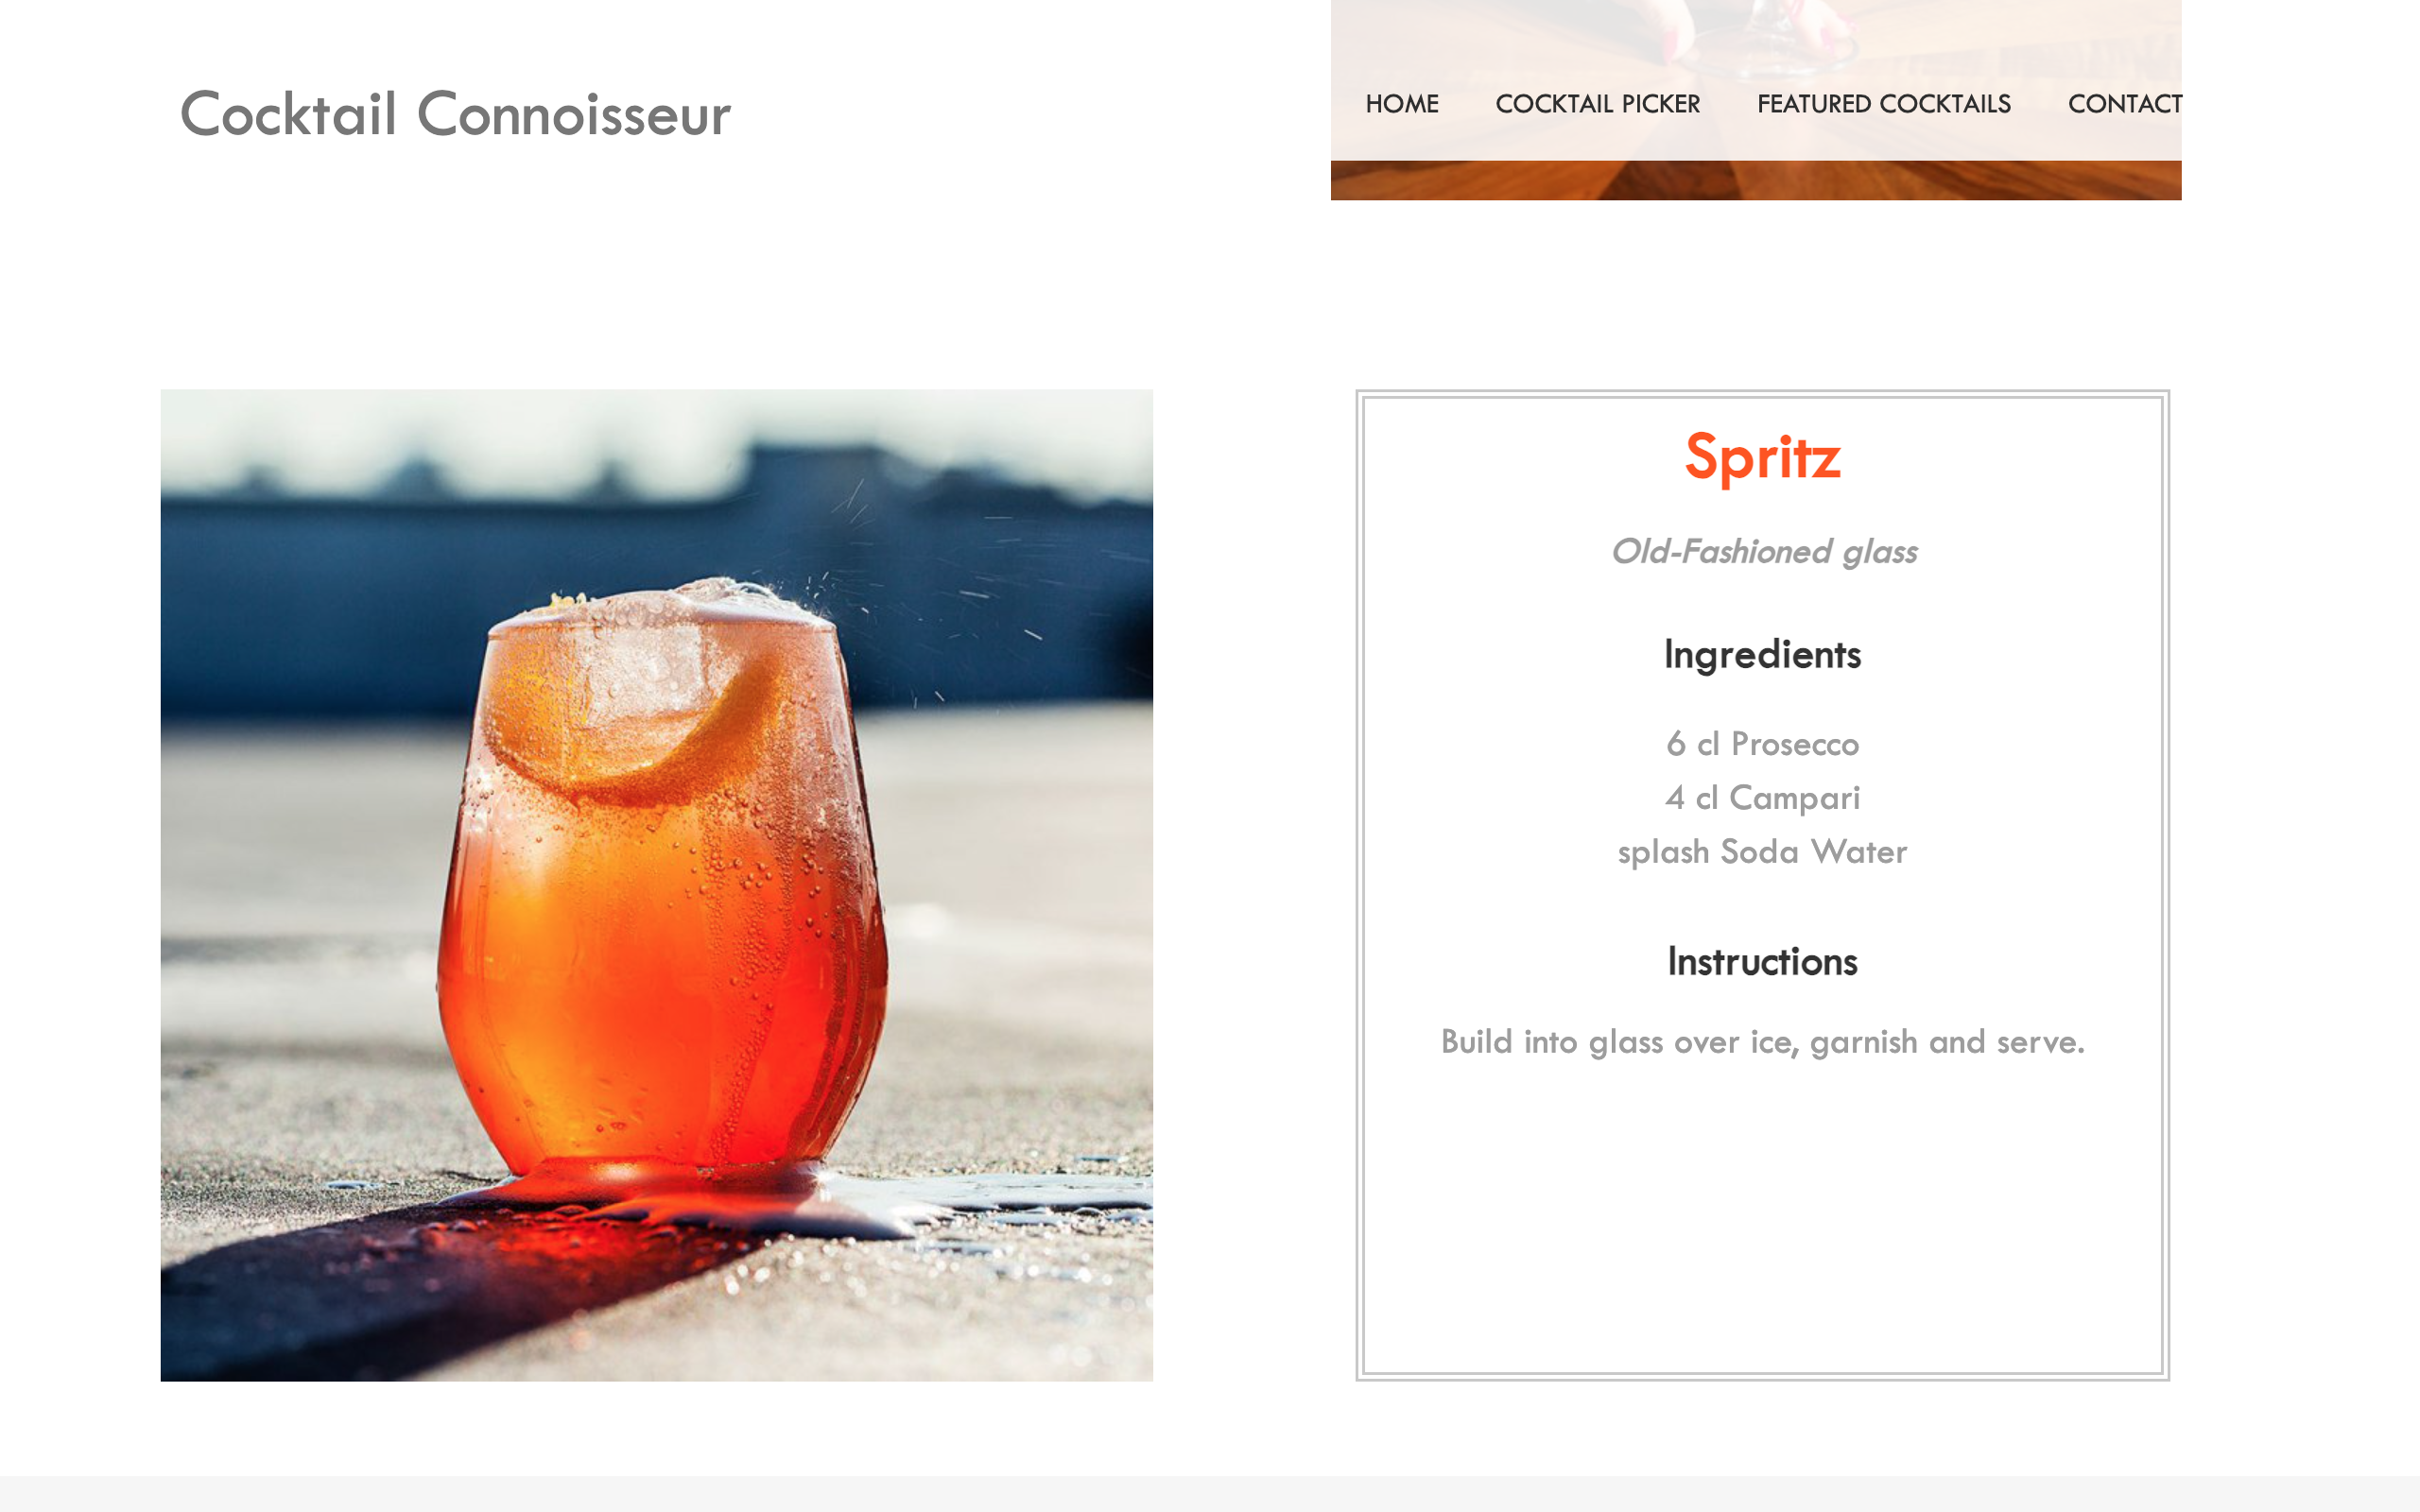 Cocktail Connoisseur
HOME COCKTAIL PICKER FEATURED COCKTAILS CONTACT
Spritz
Old-Fashioned glass
Ingredients
6 cl Prosecco
4 cl Campari
splash Soda Water
Instructions
Build into glass over ice, garnish and serve.